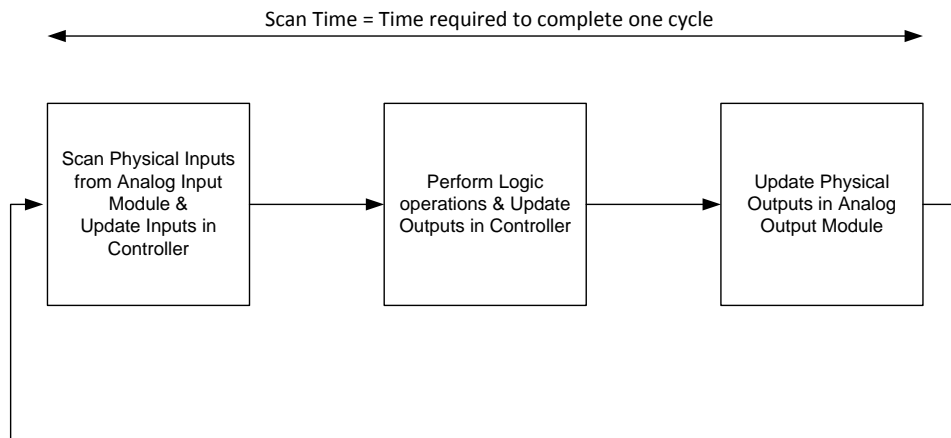 Scan Time = Time required to complete one cycle
Scan Physical Inputs
from Analog Input
Module &
Update Inputs in
Controller
Perform Logic
operations & Update
Outputs in Controller
Update Physical
Outputs in Analog
Output Module